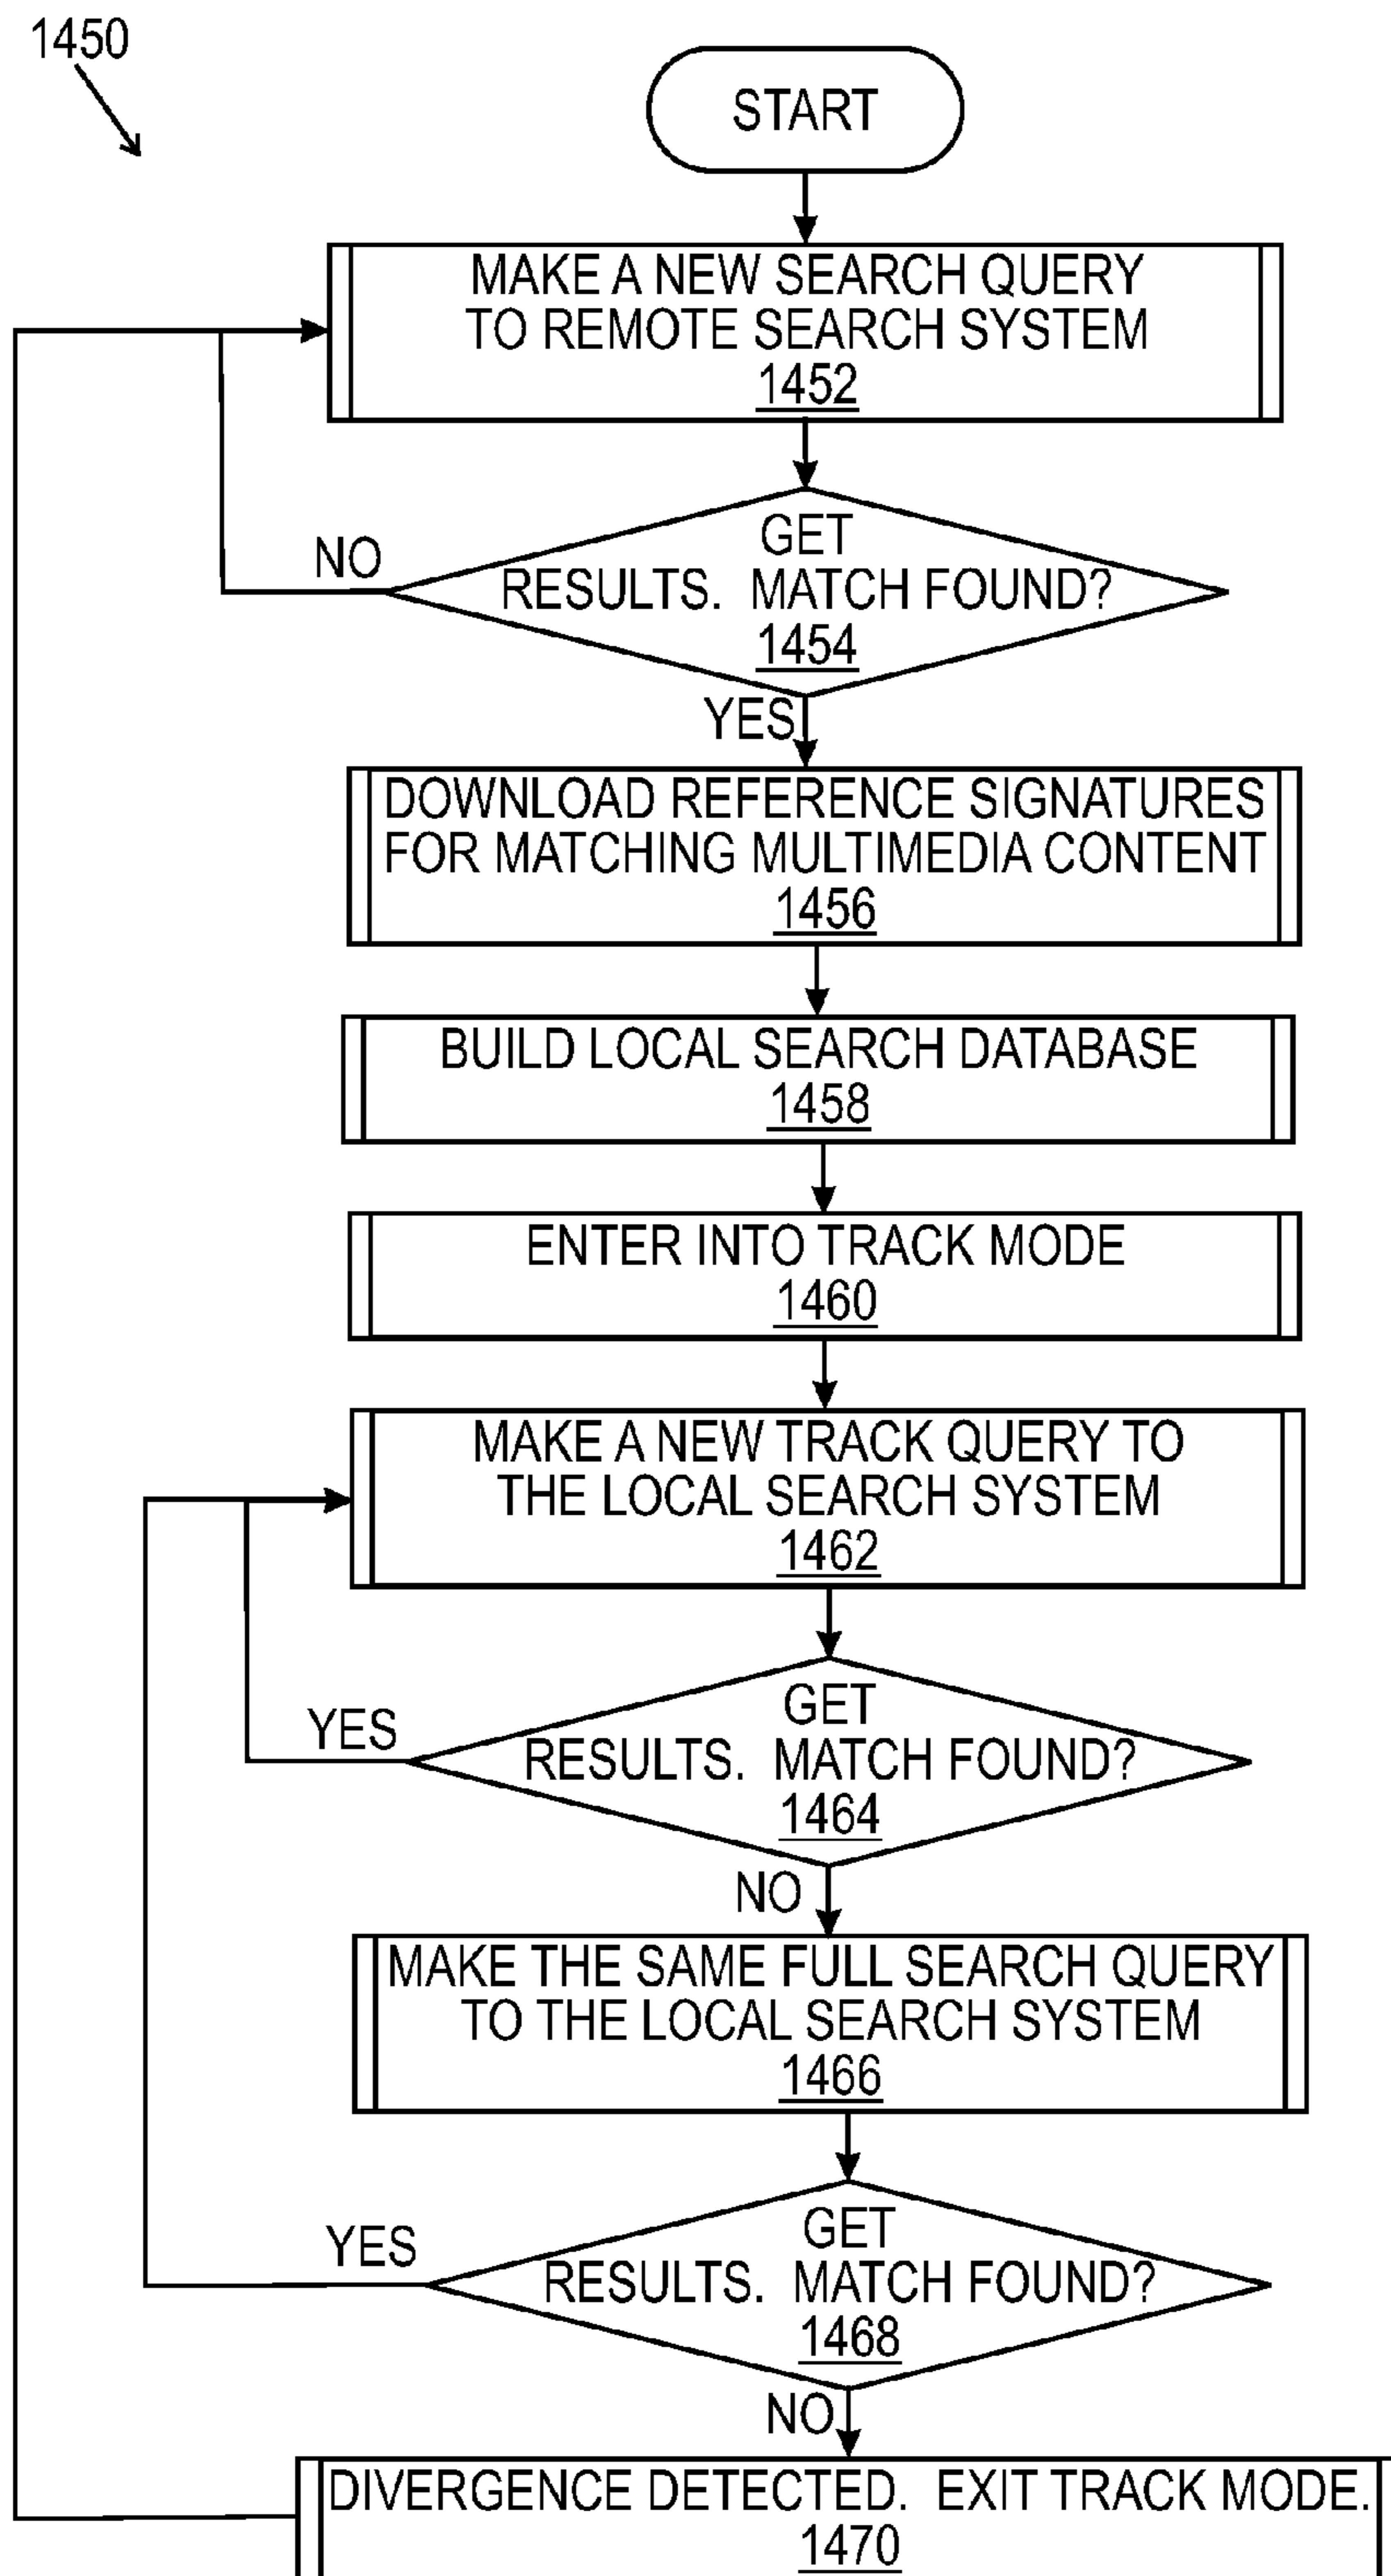 1450
START
MAKE A NEW SEARCH QUERY
TO REMOTE SEARCH SYSTEM
1452
GET
RESULTS. MATCH FOUND?
1454
NO
YES
DOWNLOAD REFERENCE SIGNATURES
FOR MATCHING MULTIMEDIA CONTENT
1456
BUILD LOCAL SEARCH DATABASE
1458
ENTER INTO TRACK MODE
1460
MAKE A NEW TRACK QUERY TO
THE LOCAL SEARCH SYSTEM
1462
GET
RESULTS. MATCH FOUND?
1464
YES
NO
MAKE THE SAME FULL SEARCH QUERY
TO THE LOCAL SEARCH SYSTEM
1466
GET
RESULTS. MATCH FOUND?
1468
YES
NO
DIVERGENCE DETECTED. EXIT TRACK MODE.
1470